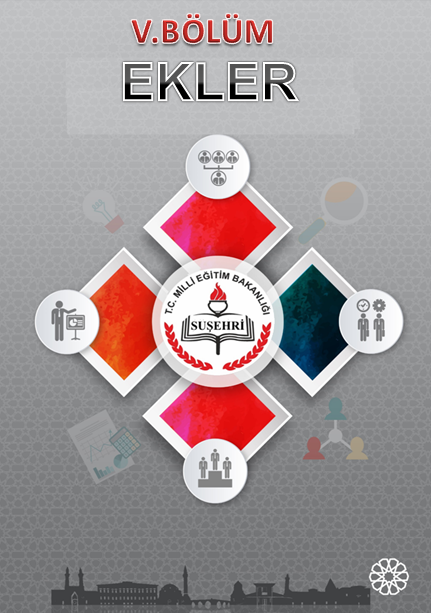 V.BÖLÜM
EKLER
T.C. MİLLİ EĞİTİM BAKANLIĞI
SUŞEHRİ